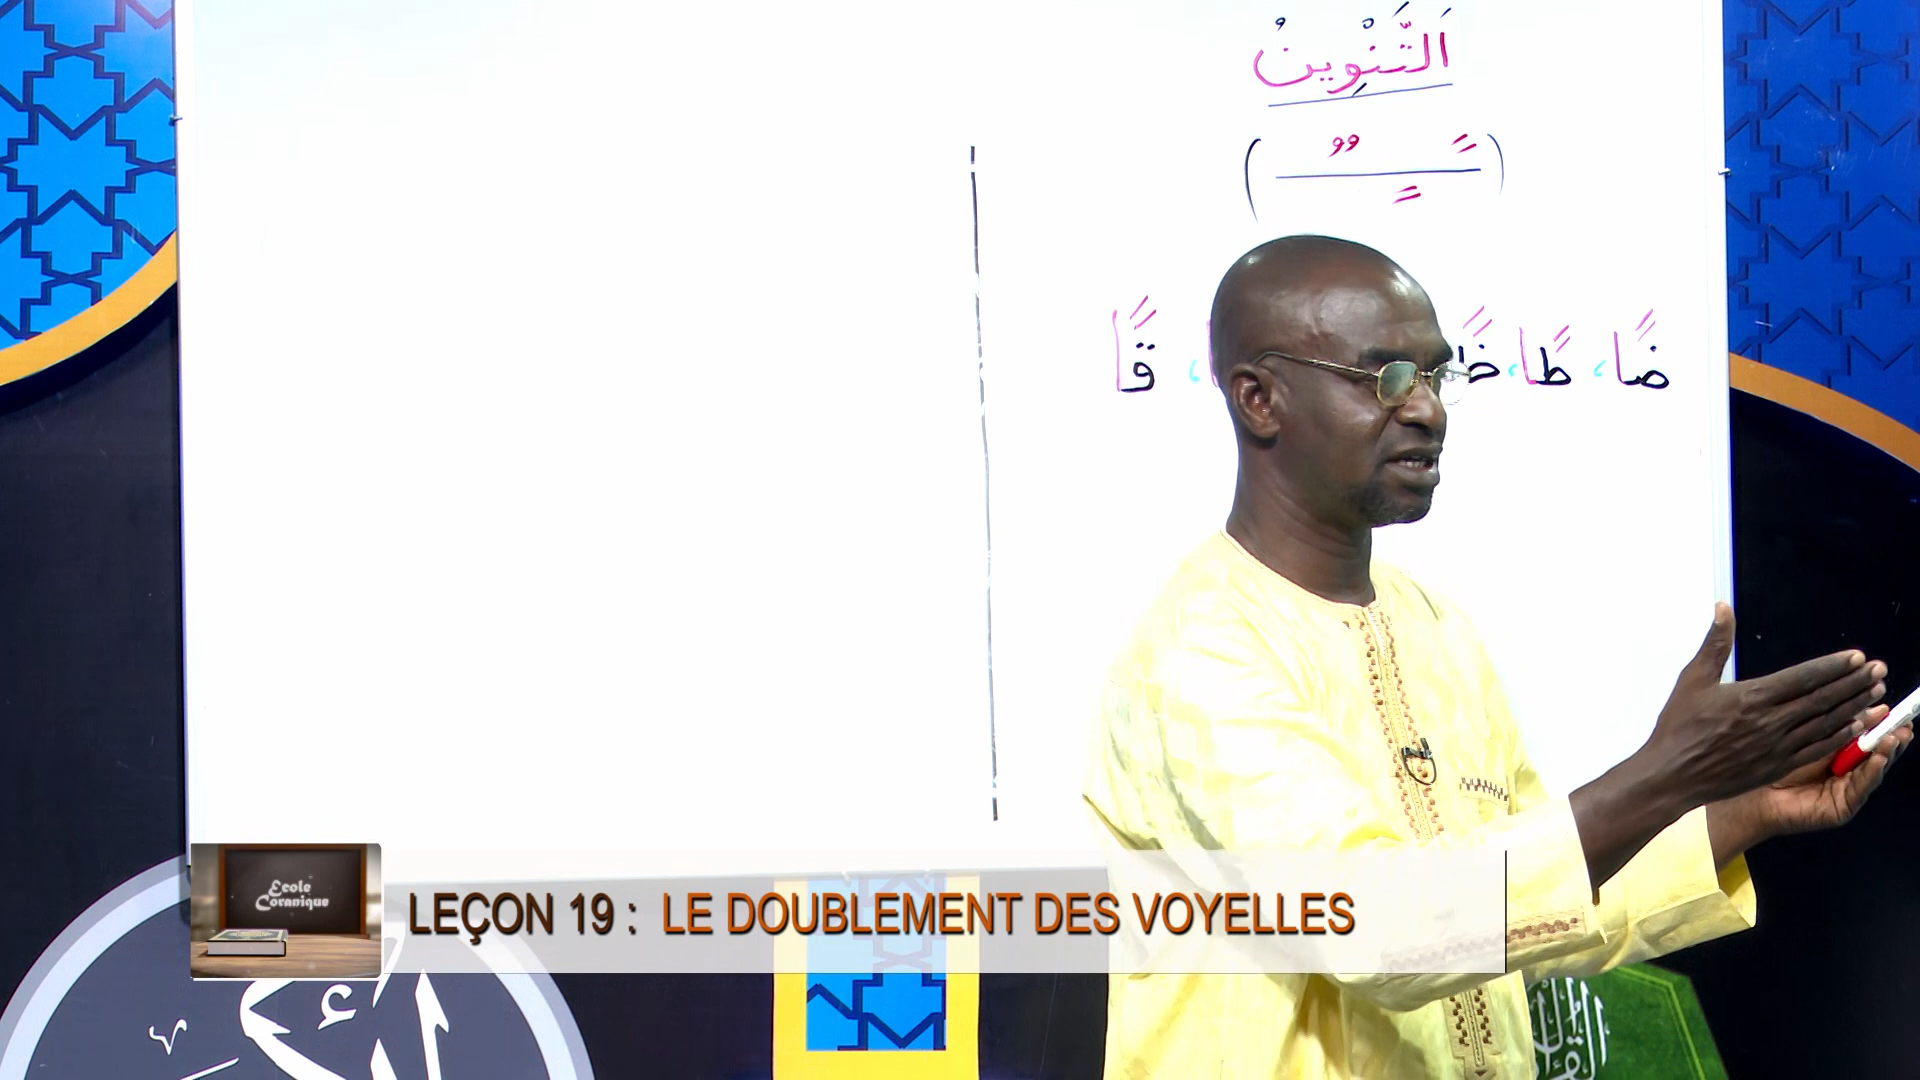 اَلتَّنْوِينُ
( ً ٌ ٍ )
ضًا، طًا، ظً ، قًا
Ecole
Coranique
LEÇON 19 : LE DOUBLEMENT DES VOYELLES